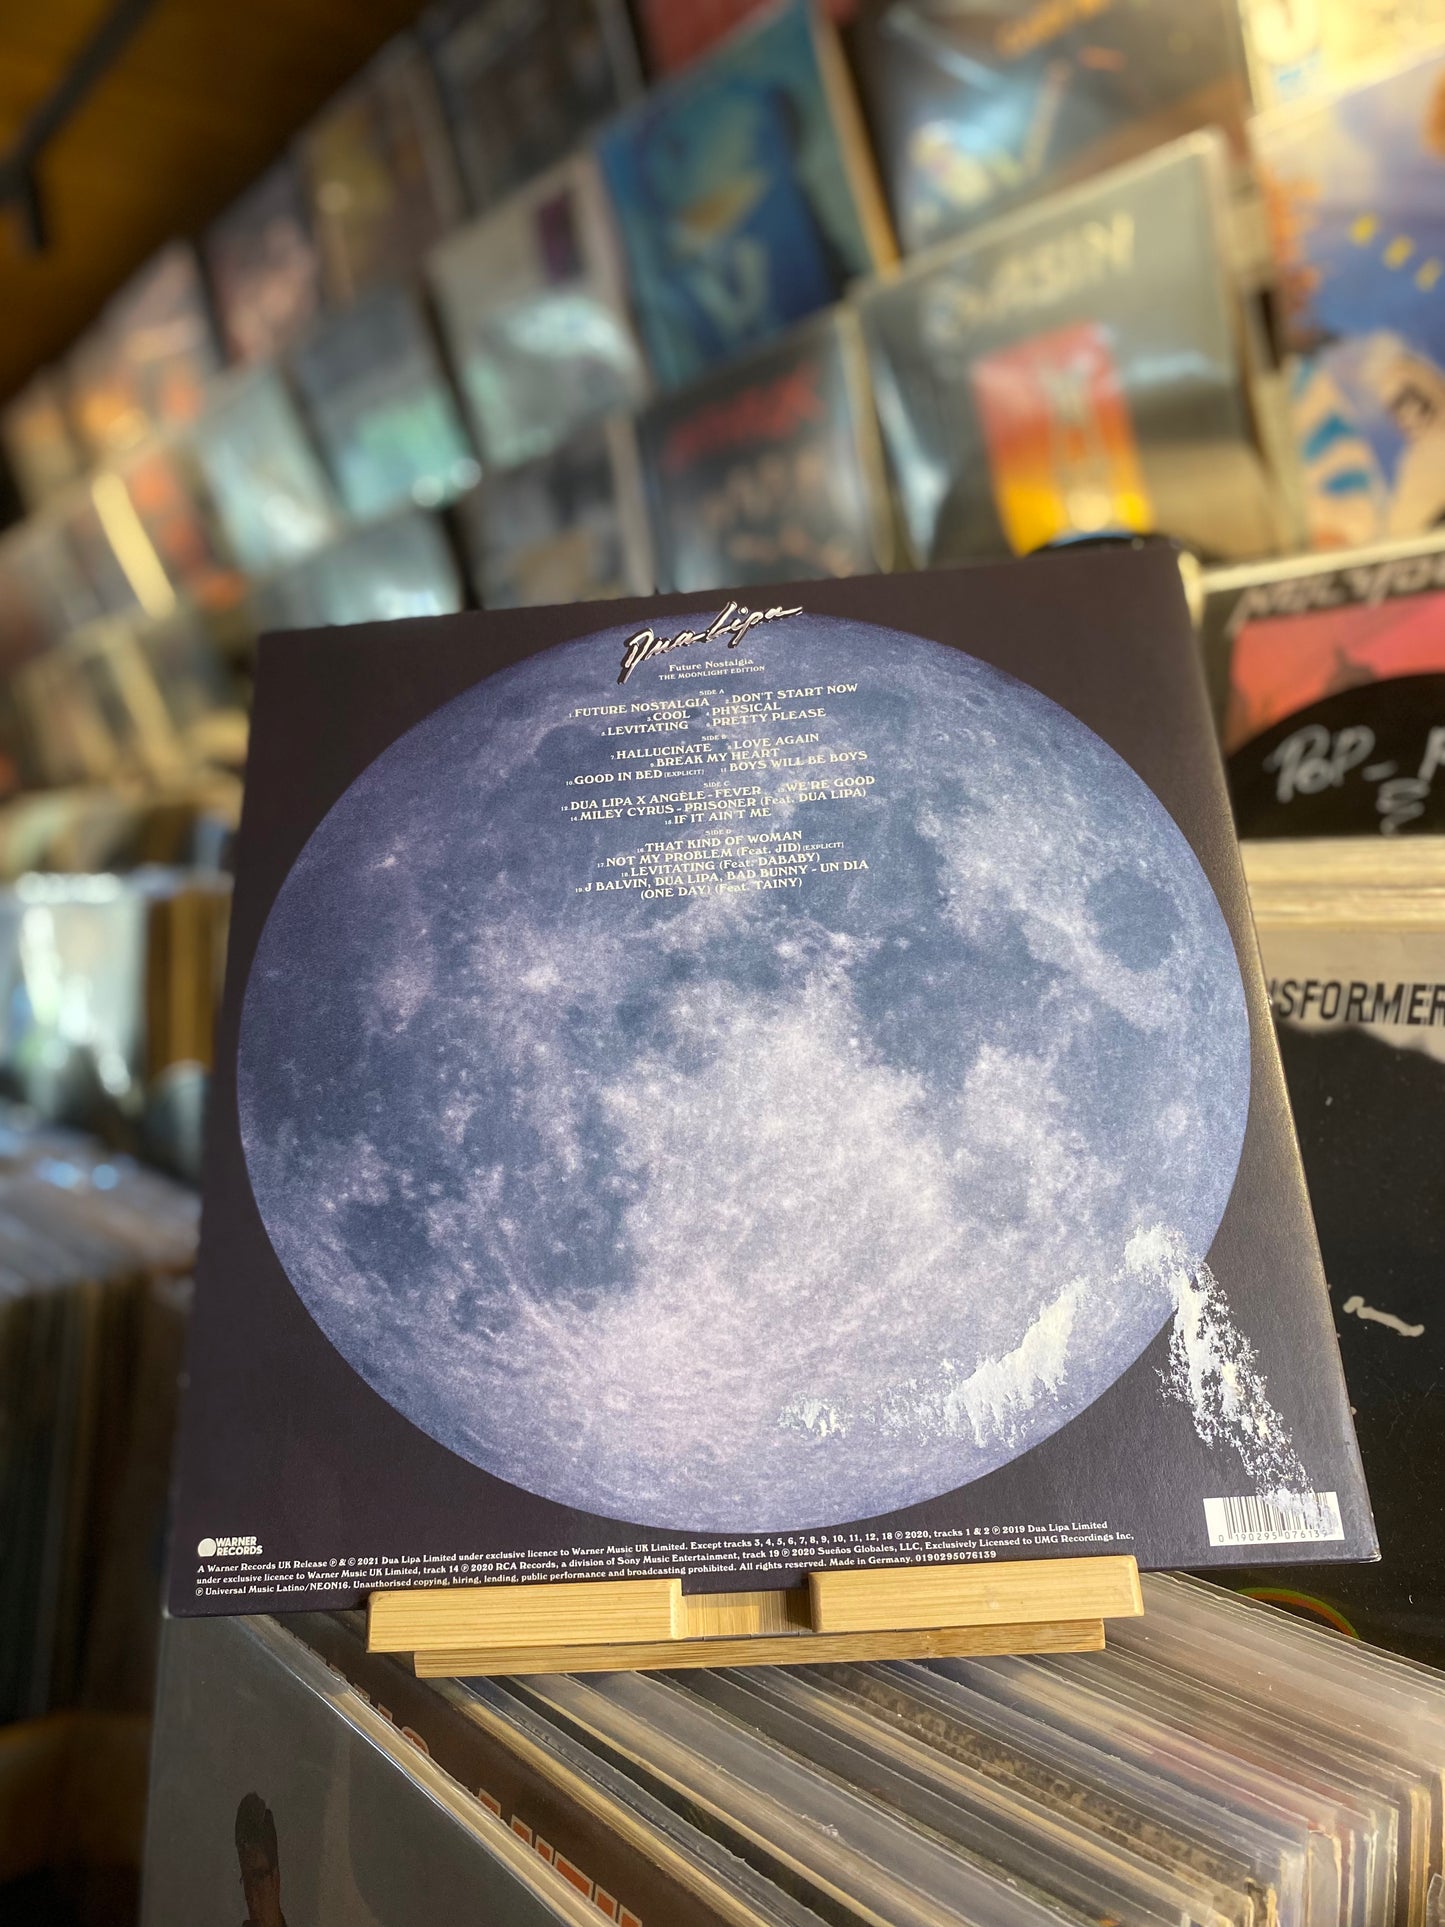 Dua Lipa
Future Nostalgia
THE MOONLIGHT EDITION
SIDE A
1. FUTURE NOSTALGIA 2. DON'T START NOW
3. COOL 4. PHYSICAL
5. LEVITATING 6. PRETTY PLEASE
SIDE B
7. HALLUCINATE 8. LOVE AGAIN
9. BREAK MY HEART
10. GOOD IN BED [EXPLICIT] 11. BOYS WILL BE BOYS
SIDE C
12. DUA LIPA X ANGÈLE - FEVER 13. WE'RE GOOD
14. MILEY CYRUS - PRISONER (Feat. DUA LIPA)
15. IF IT AIN'T ME
SIDE D
16. THAT KIND OF WOMAN
17. NOT MY PROBLEM (Feat. JID) [EXPLICIT]
18. LEVITATING (Feat. DABABY)
19. J BALVIN, DUA LIPA, BAD BUNNY - UN DIA
(ONE DAY) (Feat. TAINY)
WARNER
RECORDS
A Warner Records UK Release ℗ & © 2021 Dua Lipa Limited under exclusive licence to Warner Music UK Limited. Except tracks 3, 4, 5, 6, 7, 8, 9, 10, 11, 12, 18 ℗ 2020, tracks 1 & 2 ℗ 2019 Dua Lipa Limited
under exclusive licence to Warner Music UK Limited, track 14 ℗ 2020 RCA Records, a division of Sony Music Entertainment, track 19 ℗ 2020 Sueños Globales, LLC, Exclusively Licensed to UMG Recordings Inc,
℗ Universal Music Latino/NEON16. Unauthorised copying, hiring, lending, public performance and broadcasting prohibited. All rights reserved. Made in Germany. 0190295076139
0 190295 07613
POP -
NSFORMER